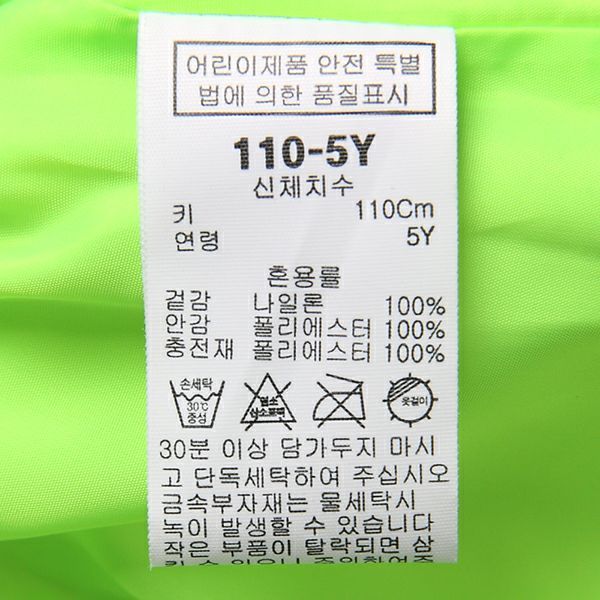 어린이제품 안전 특별
법에 의한 품질표시
110-5Y
신체치수
키 110Cm
연령 5Y
혼용률
겉감 나일론 100%
안감 폴리에스터 100%
충전재 폴리에스터 100%
손세탁
30℃
중성
염소
산소표백
옷걸이
30분 이상 담가두지 마시
고 단독세탁하여 주십시오
금속부자재는 물세탁시
녹이 발생할 수 있습니다
작은 부품이 탈락되면 삼